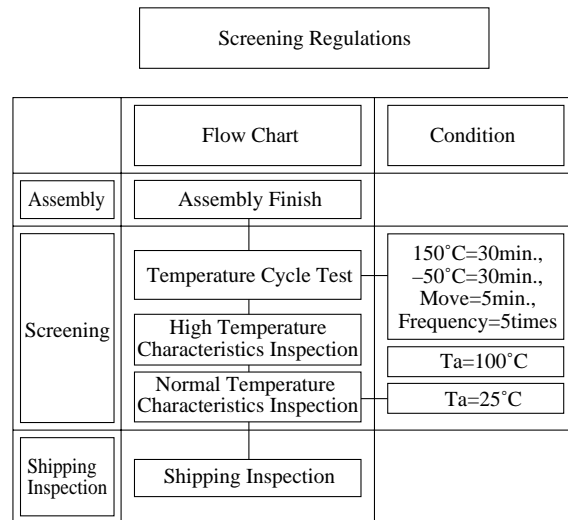 Screening Regulations
Flow Chart
Condition
Assembly
Assembly Finish
Screening
Temperature Cycle Test
150˚C=30min.,
–50˚C=30min.,
Move=5min.,
Frequency=5times
High Temperature
Characteristics Inspection
Ta=100˚C
Normal Temperature
Characteristics Inspection
Ta=25˚C
Shipping
Inspection
Shipping Inspection